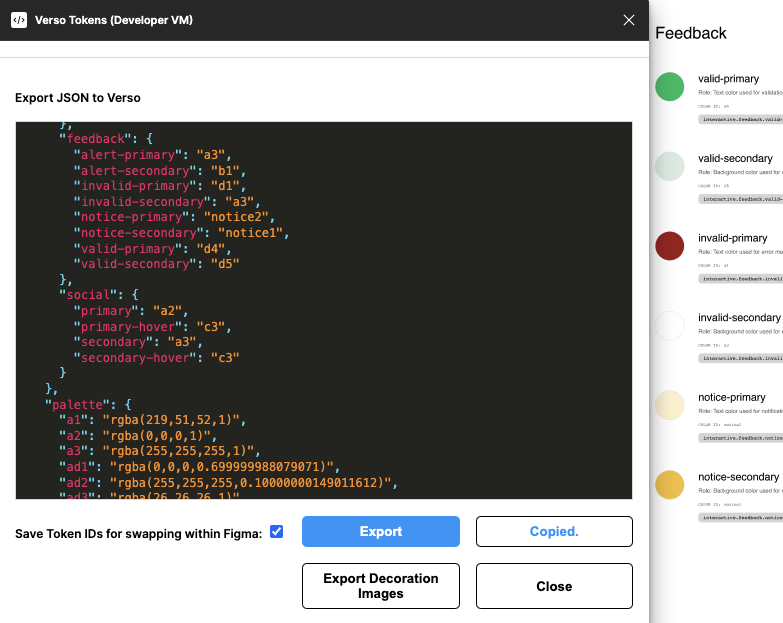 Verso Tokens (Developer VM)
Export JSON to Verso
},
"feedback": {
"alert-primary": "a3",
"alert-secondary": "b1",
"invalid-primary": "d1",
"invalid-secondary": "a3",
"notice-primary": "notice2",
"notice-secondary": "notice1",
"valid-primary": "d4",
"valid-secondary": "d5"
},
"social": {
"primary": "a2",
"primary-hover": "c3",
"secondary": "a3",
"secondary-hover": "c3"
}
},
"palette": {
"a1": "rgba(219,51,52,1)",
"a2": "rgba(0,0,0,1)",
"a3": "rgba(255,255,255,1)",
"ad1": "rgba(0,0,0,0.699999988079071)",
"ad2": "rgba(255,255,255,0.10000000149011612)",
"ad3": "rgba(26,26,26,1)"
Save Token IDs for swapping within Figma:
Export
Copied.
Export Decoration
Images
Close
Feedback
valid-primary
Role: Text color used for validatio
COLOR ID: d4
interactive.feedback.valid-
valid-secondary
Role: Background color used for
COLOR ID: d5
interactive.feedback.valid-
invalid-primary
Role: Text color used for error me
COLOR ID: d1
interactive.feedback.invali
invalid-secondary
Role: Background color used for
COLOR ID: a3
interactive.feedback.invali
notice-primary
Role: Text color used for notificati
COLOR ID: notice2
interactive.feedback.notice
notice-secondary
Role: Background color used for
COLOR ID: notice1
interactive.feedback.notice